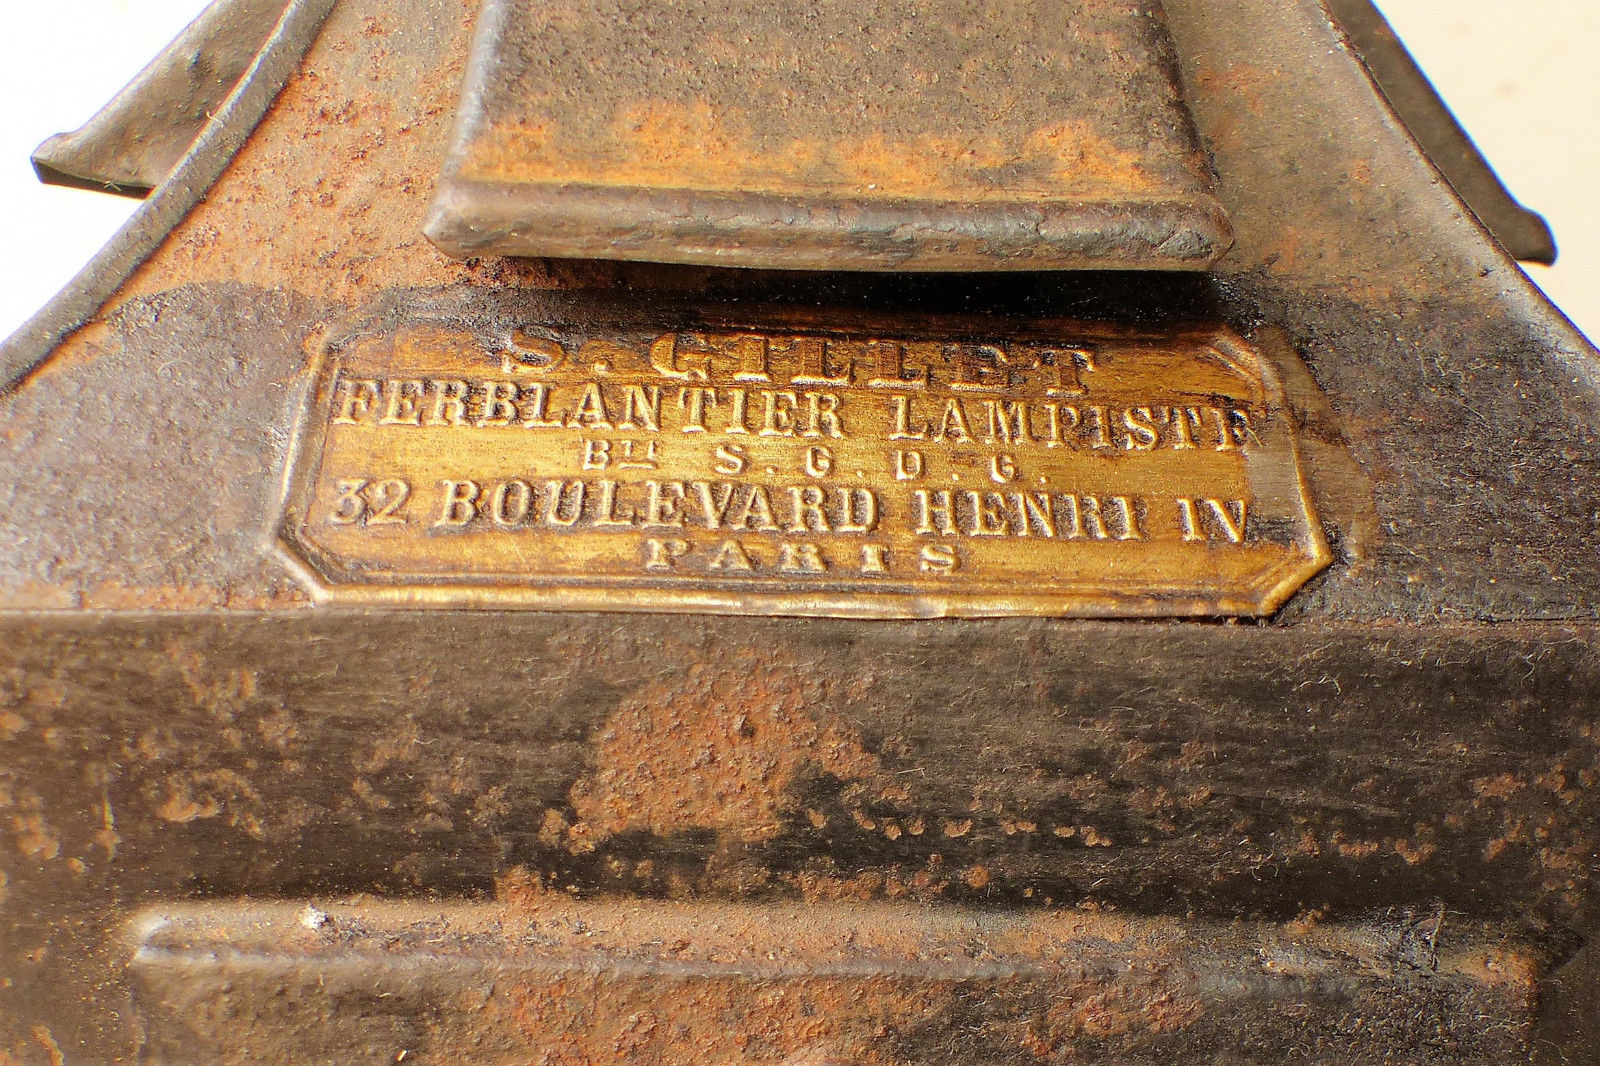 S. GILLET
FERBLANTIER LAMPISTE
Bté S. G. D. G.
32 BOULEVARD HENRI IV
PARIS